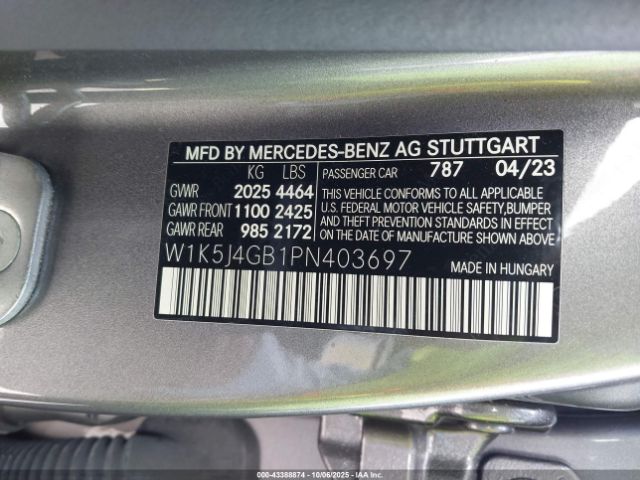 MFD BY MERCEDES-BENZ AG STUTTGART
KG LBS PASSENGER CAR 787 04/23
GVWR 2025 4464
GAWR FRONT 1100 2425
GAWR REAR 985 2172
THIS VEHICLE CONFORMS TO ALL APPLICABLE
U.S. FEDERAL MOTOR VEHICLE SAFETY, BUMPER
AND THEFT PREVENTION STANDARDS IN EFFECT
ON THE DATE OF MANUFACTURE SHOWN ABOVE.
W1K5J4GB1PN403697 MADE IN HUNGARY
000-43388874 | 10/06/2025 | IAAI.COM